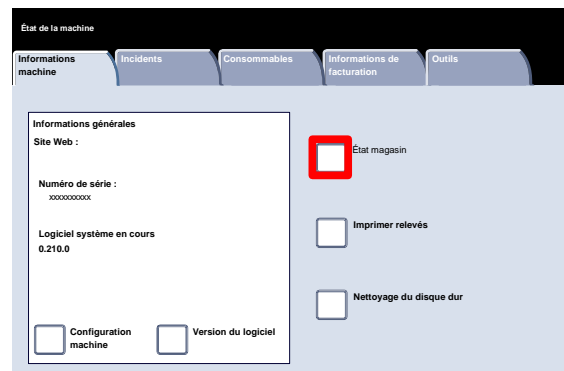 État de la machine
Informations
machine
Incidents
Consommables
Informations de
facturation
Outils
Informations générales
Site Web :
Numéro de série :
xxxxxxxxx
Logiciel système en cours
0.210.0
Configuration
machine
Version du logiciel
État magasin
Imprimer relevés
Nettoyage du disque dur